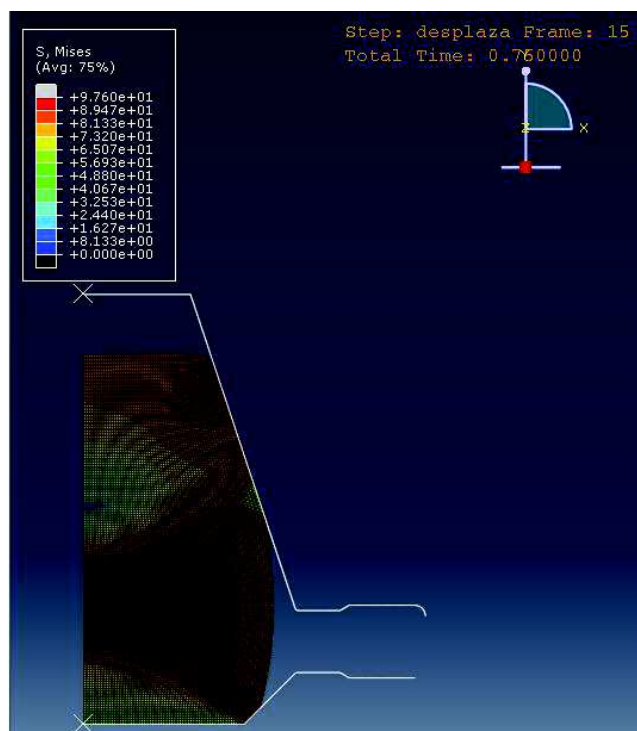 S, Mises
(Avg: 75%)
+9.760e+01
+8.947e+01
+8.133e+01
+7.320e+01
+6.507e+01
+5.693e+01
+4.880e+01
+4.067e+01
+3.253e+01
+2.440e+01
+1.627e+01
+8.133e+00
+0.000e+00
Step: desplaza Frame: 15
Total Time: 0.760000
Y
Z
X